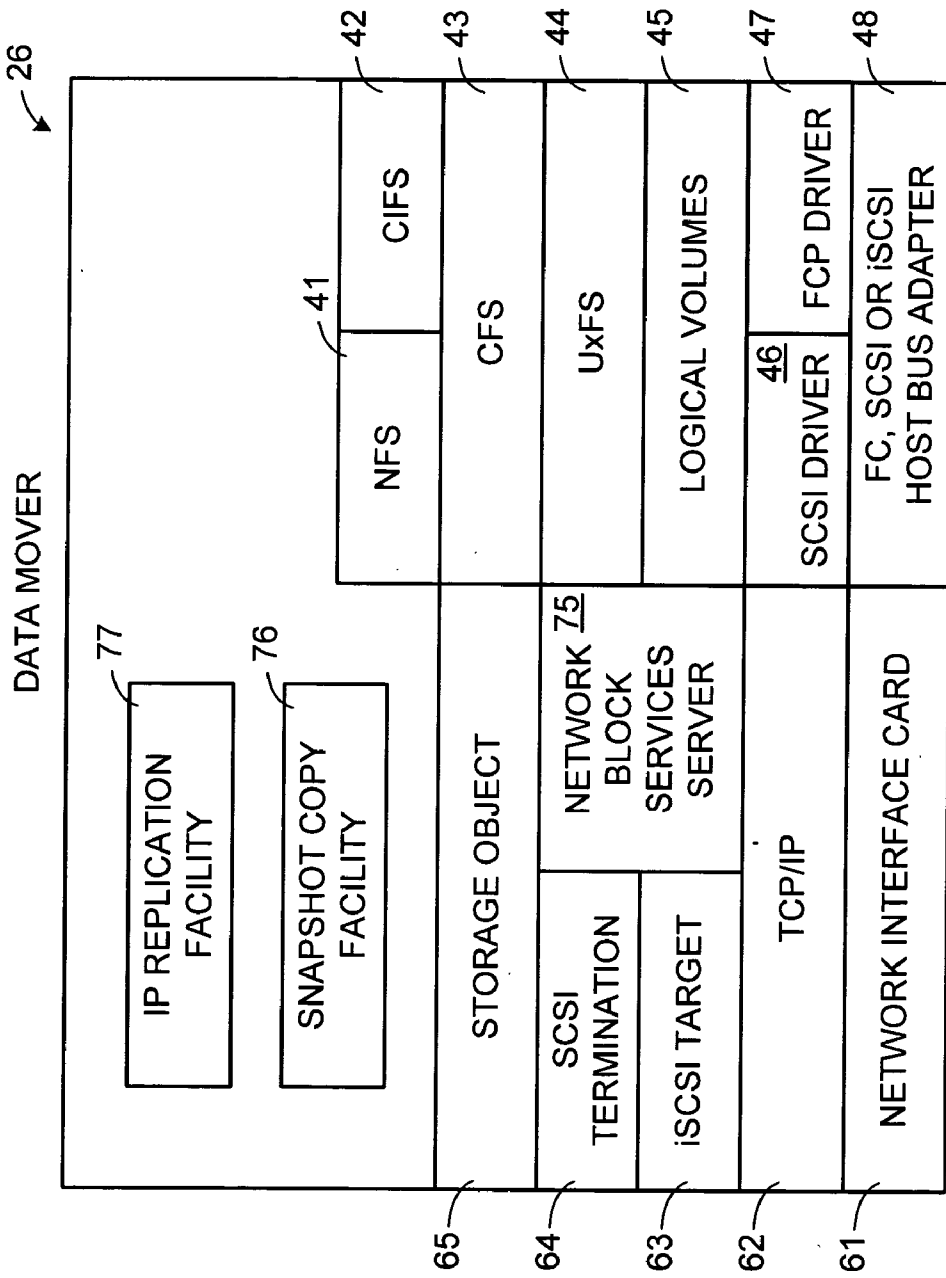 DATA MOVER
26
77
IP REPLICATION
FACILITY
76
SNAPSHOT COPY
FACILITY
41
NFS
CIFS
42
65
STORAGE OBJECT
CFS
43
64
SCSI
TERMINATION
NETWORK 75
BLOCK
SERVICES
SERVER
UxFS
44
63
iSCSI TARGET
LOGICAL VOLUMES
45
62
TCP/IP
SCSI DRIVER
46
FCP DRIVER
47
61
NETWORK INTERFACE CARD
FC, SCSI OR iSCSI
HOST BUS ADAPTER
48